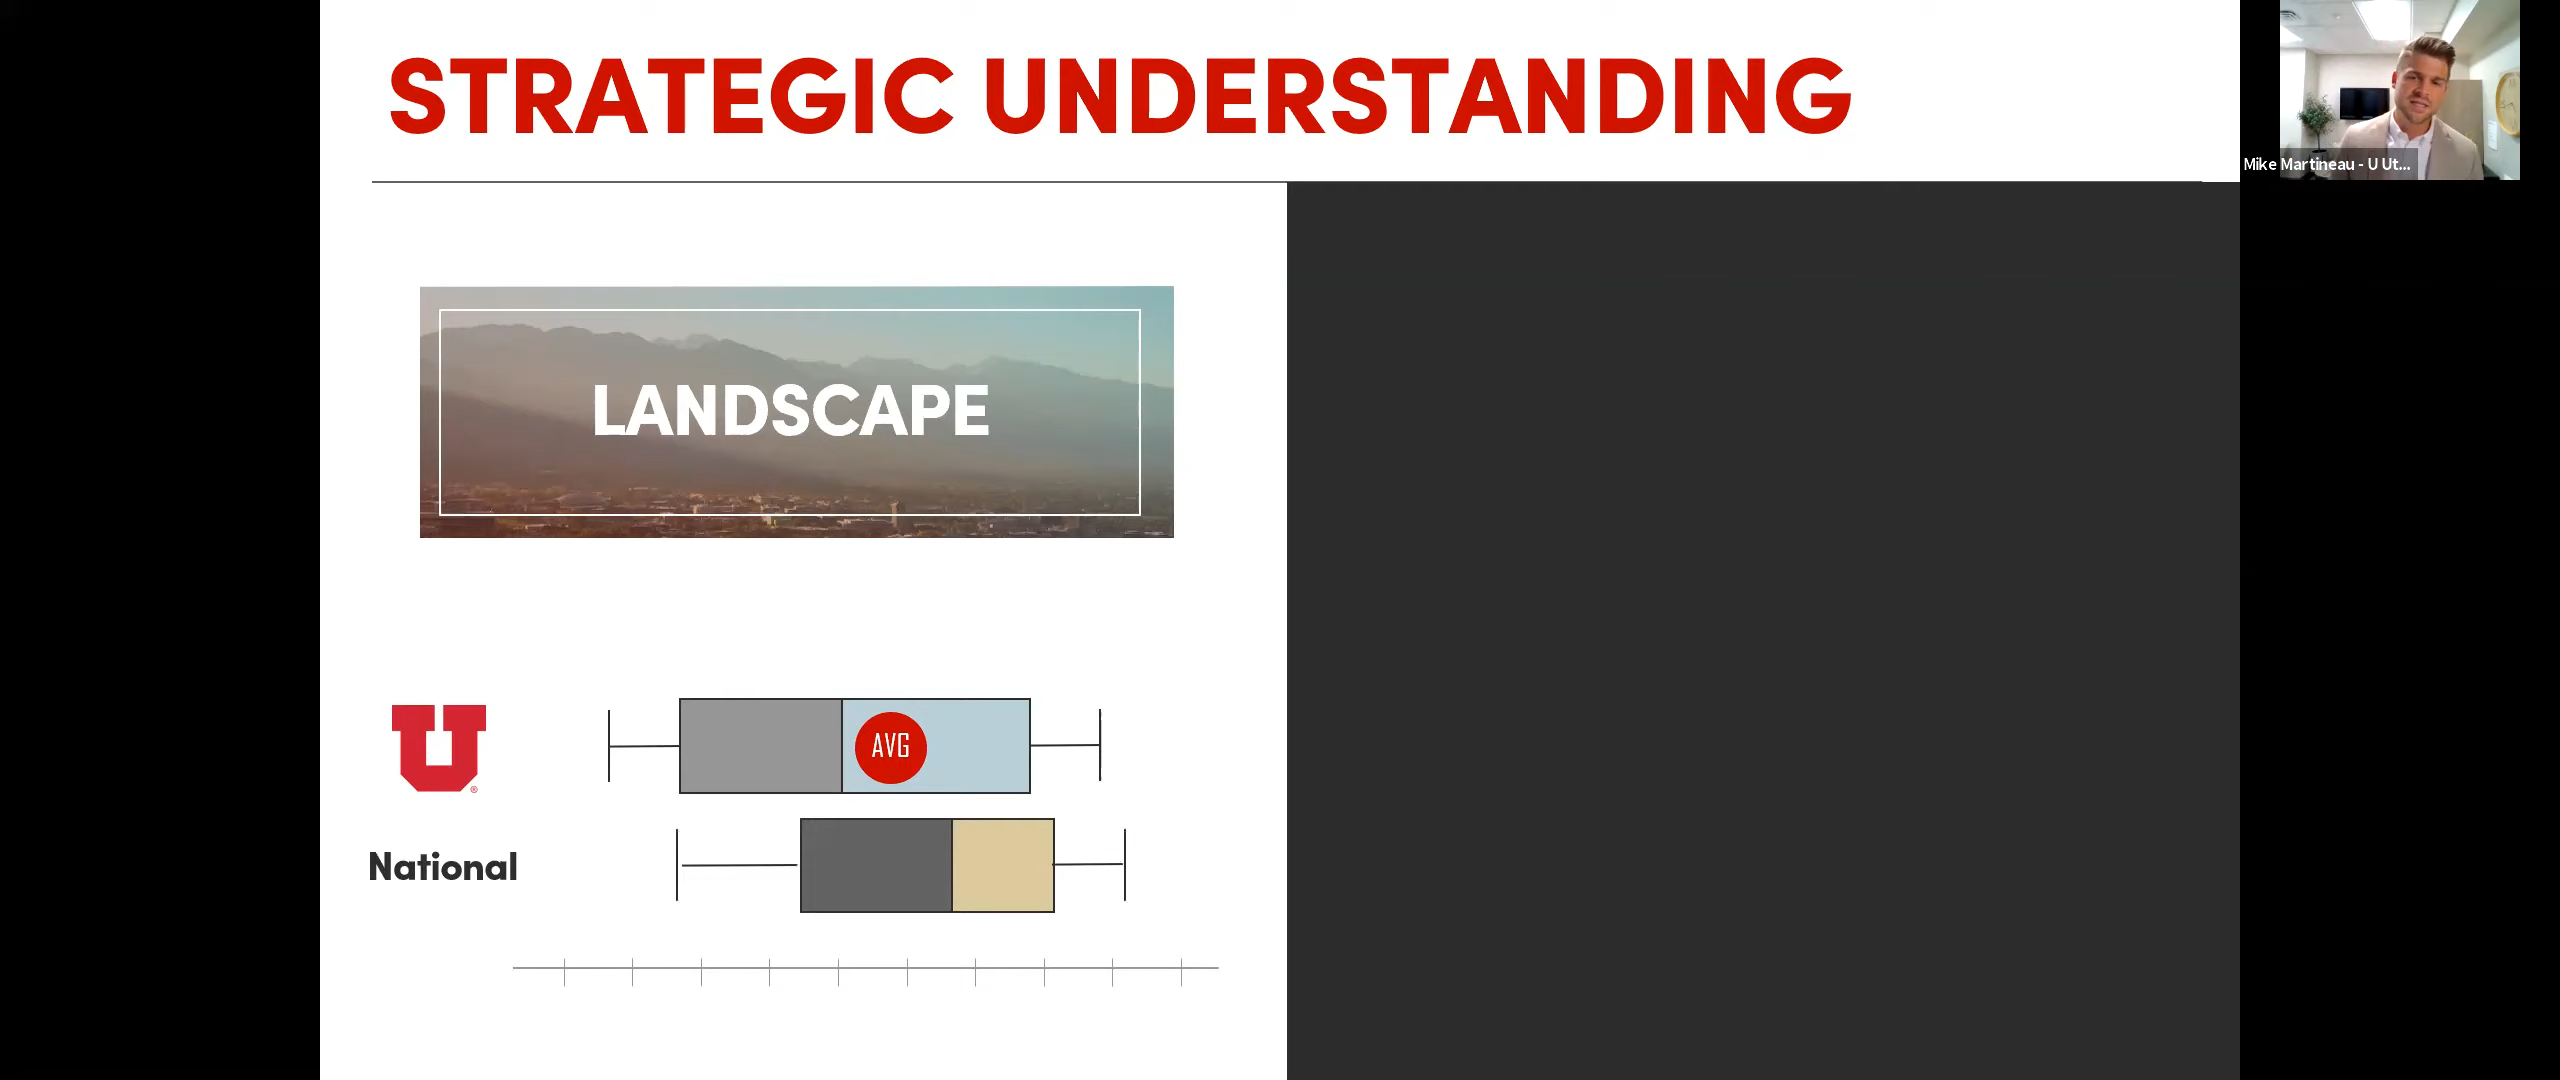 STRATEGIC UNDERSTANDING
Mike Martineau - U Ut...
LANDSCAPE
AVG
U
®
National